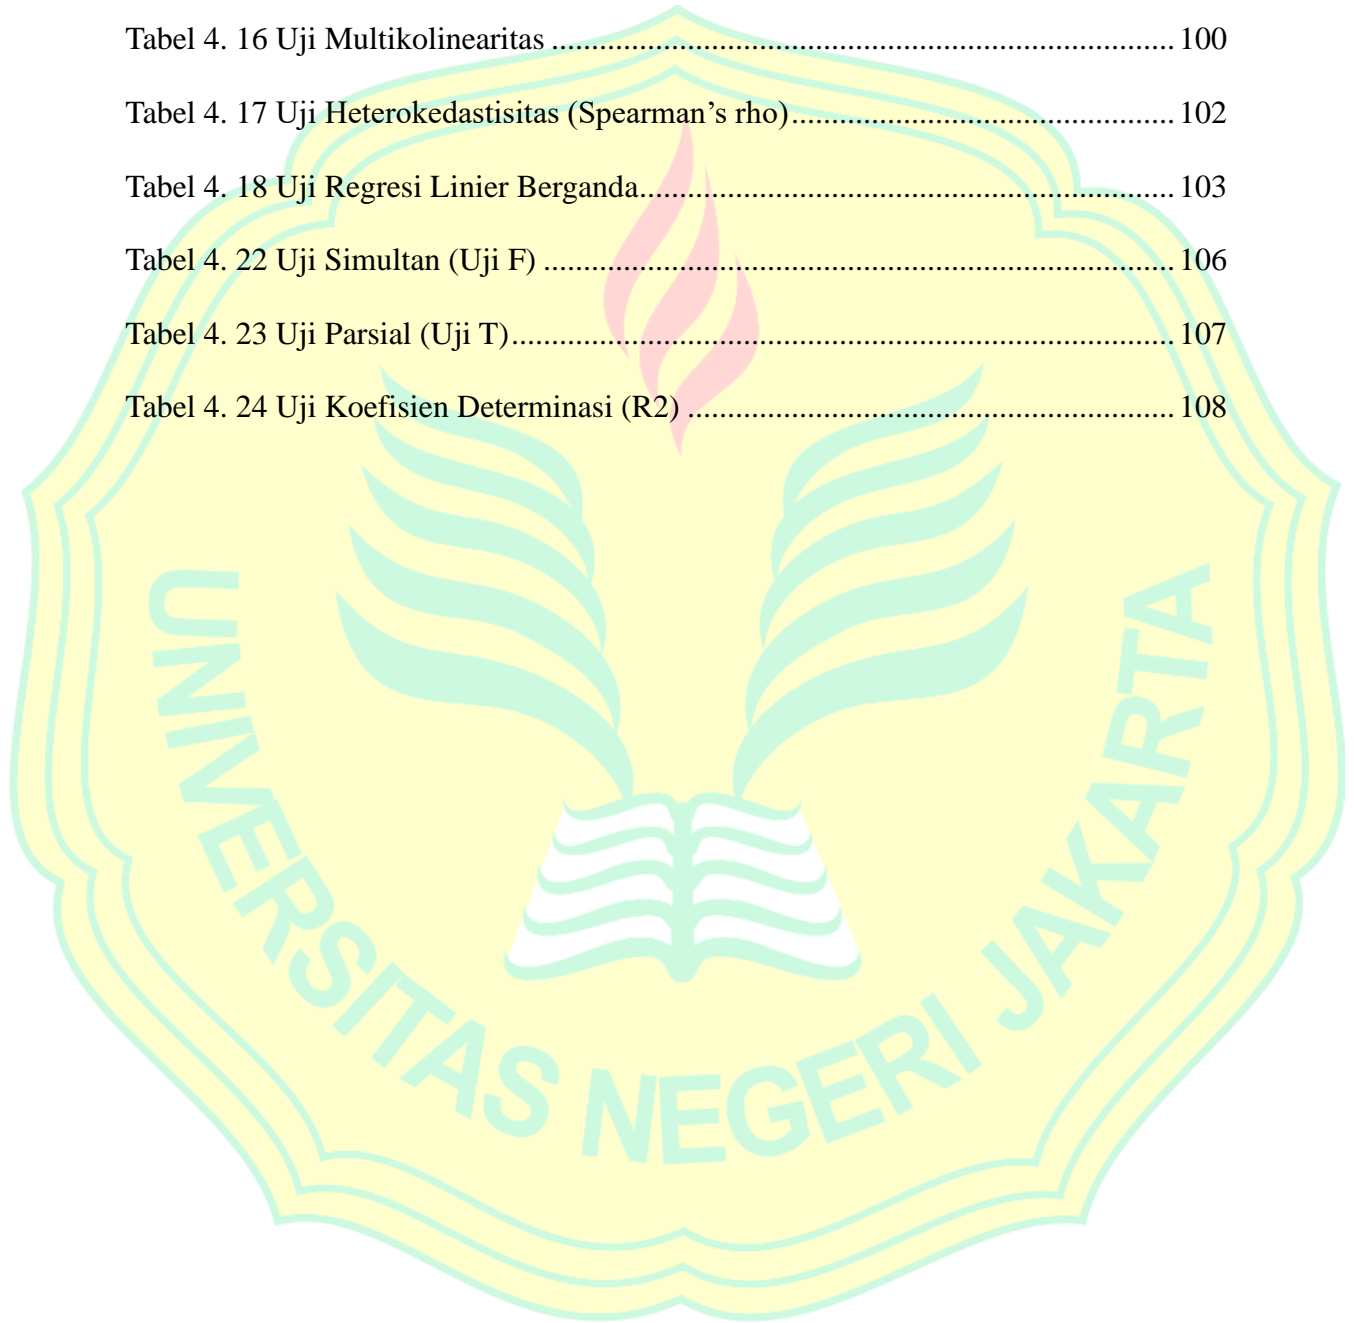 Tabel 4. 16 Uji Multikolinearitas ............................................................................... 100
Tabel 4. 17 Uji Heterokedastisitas (Spearman’s rho)................................................. 102
Tabel 4. 18 Uji Regresi Linier Berganda.................................................................... 103
Tabel 4. 22 Uji Simultan (Uji F) ................................................................................ 106
Tabel 4. 23 Uji Parsial (Uji T).................................................................................... 107
Tabel 4. 24 Uji Koefisien Determinasi (R2) .............................................................. 108
UNIVERSITAS NEGERI JAKARTA